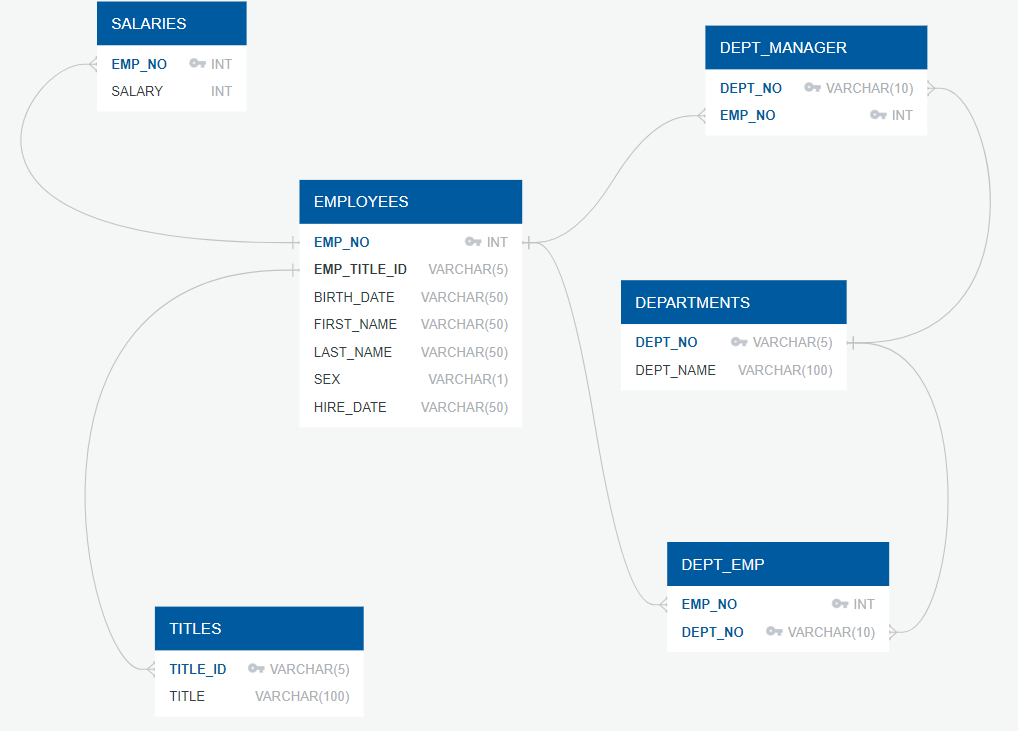 SALARIES
EMP_NO INT
SALARY INT
DEPT_MANAGER
DEPT_NO VARCHAR(10)
EMP_NO INT
EMPLOYEES
EMP_NO INT
EMP_TITLE_ID VARCHAR(5)
BIRTH_DATE VARCHAR(50)
FIRST_NAME VARCHAR(50)
LAST_NAME VARCHAR(50)
SEX VARCHAR(1)
HIRE_DATE VARCHAR(50)
DEPARTMENTS
DEPT_NO VARCHAR(5)
DEPT_NAME VARCHAR(100)
DEPT_EMP
EMP_NO INT
DEPT_NO VARCHAR(10)
TITLES
TITLE_ID VARCHAR(5)
TITLE VARCHAR(100)